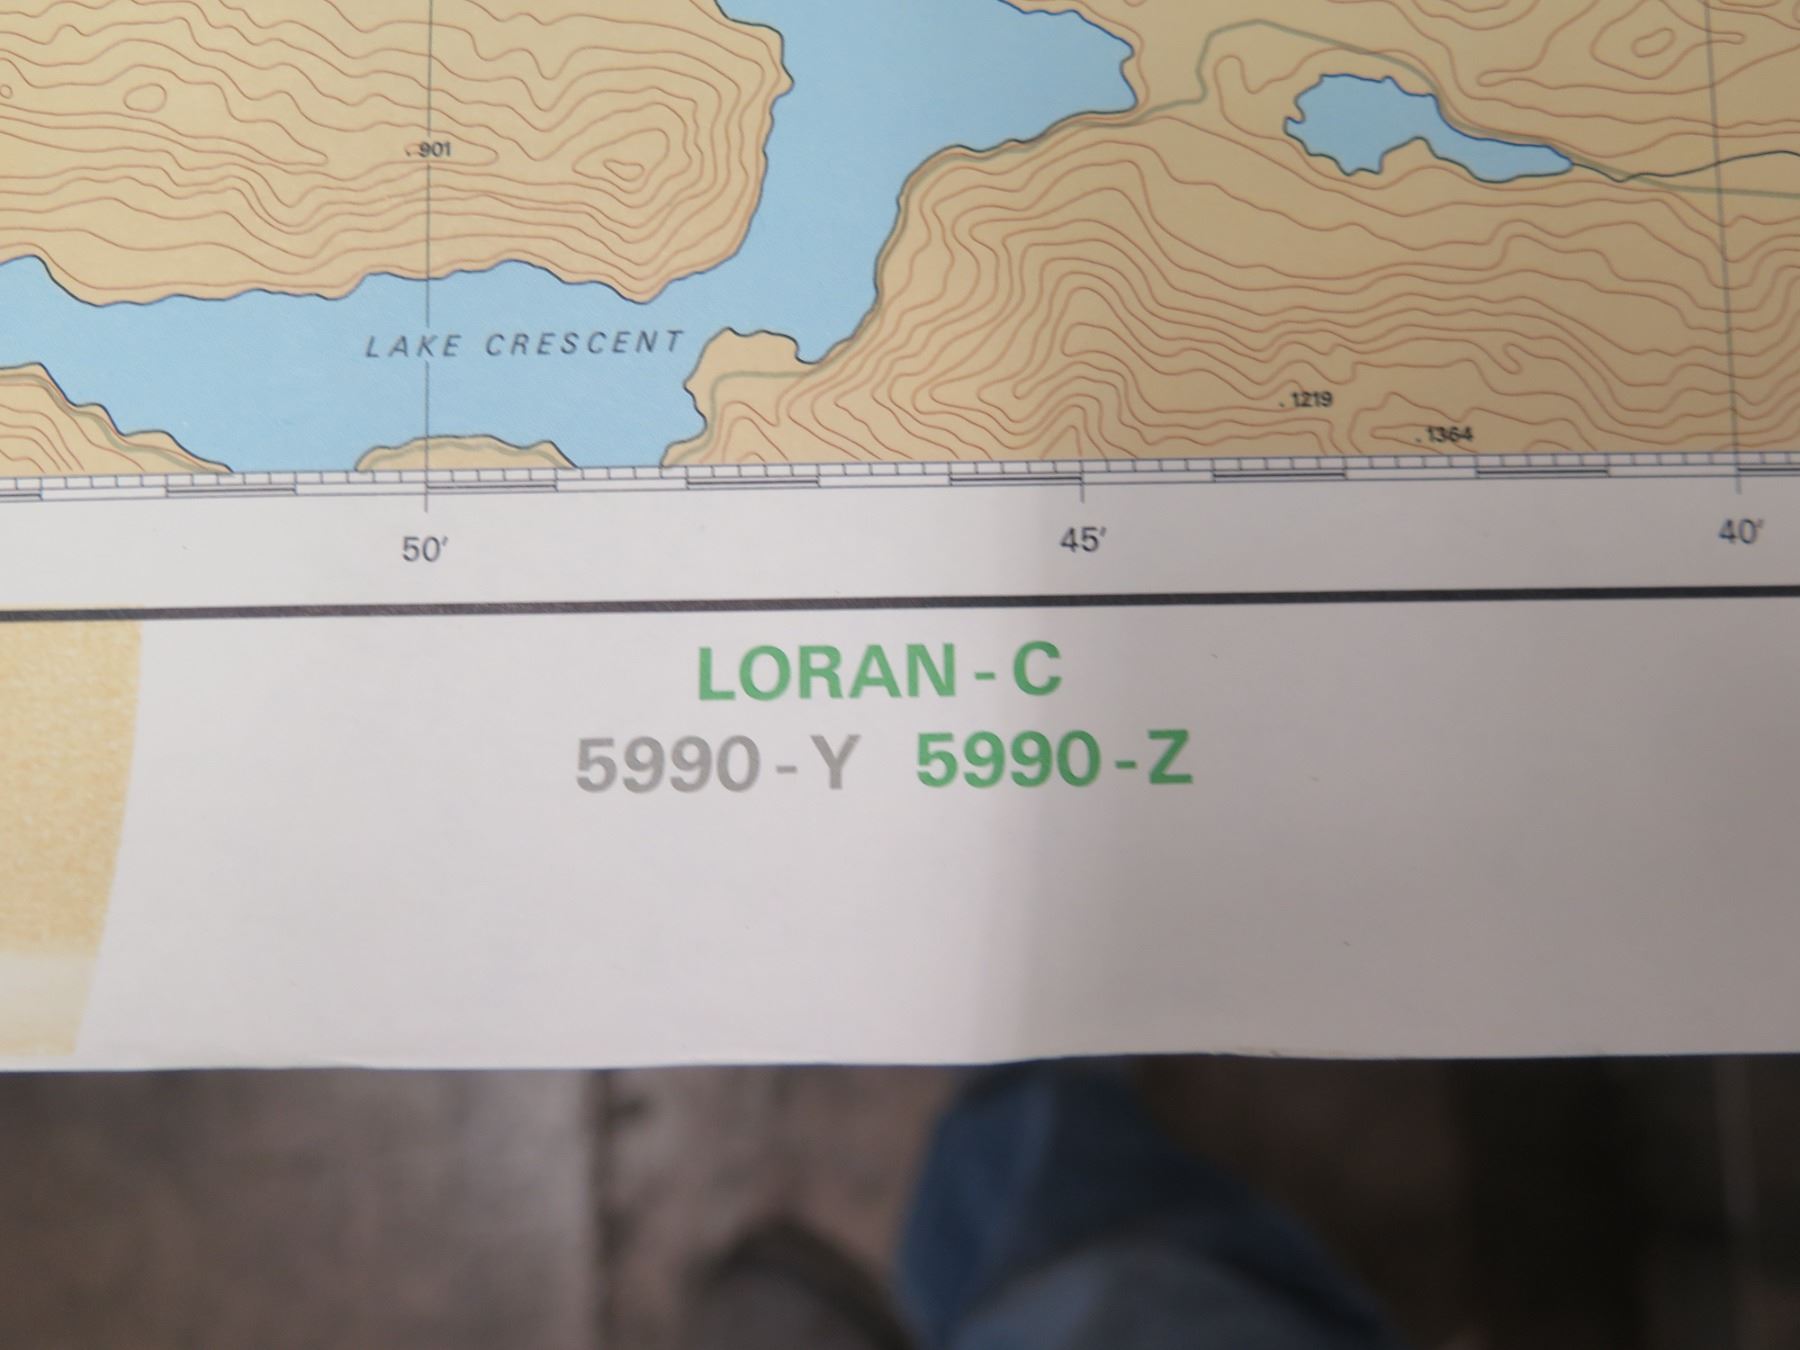 .901
LAKE CRESCENT
.1219
.1364
50′ 45′ 40′
LORAN-C
5990-Y 5990-Z